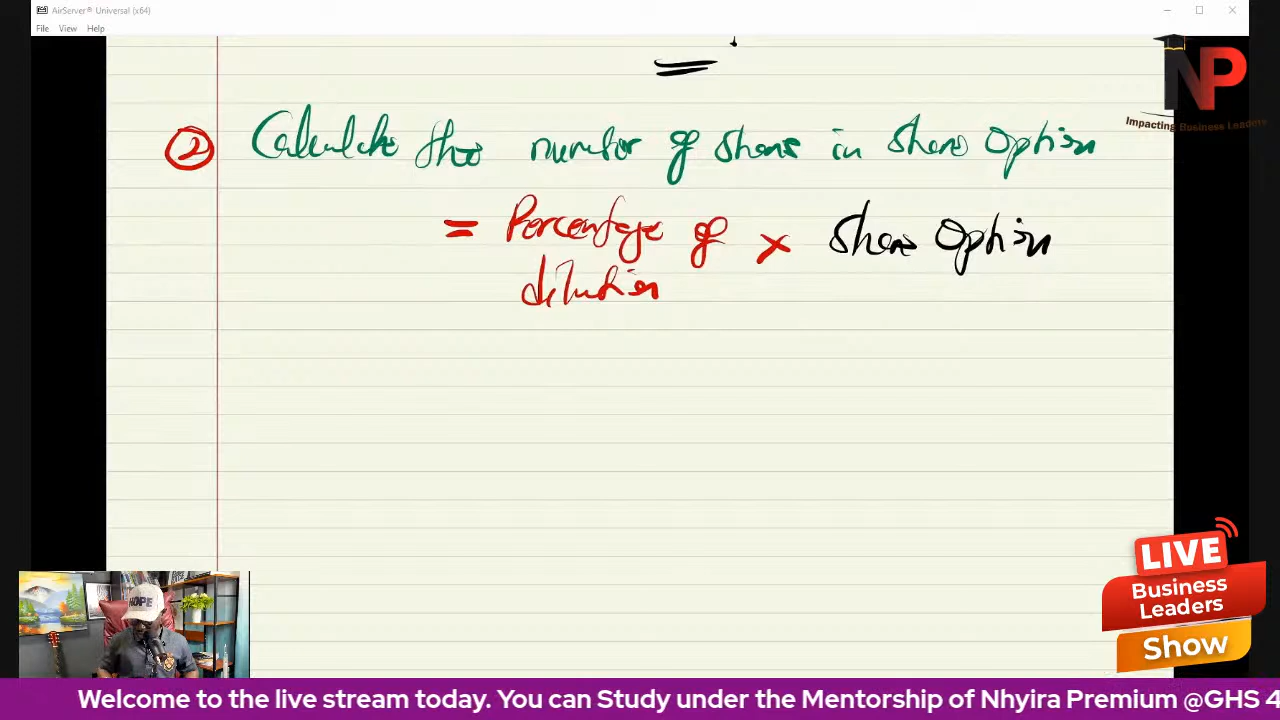 AirServer® Universal (x64)
File View Help
NP
Impacting Business Leaders
② Calculate the number of shares in Share Option
= Percentage of × Share Option
dilution
HOPE
LIVE
Business
Leaders
Show
Welcome to the live stream today. You can Study under the Mentorship of Nhyira Premium @GHS 4